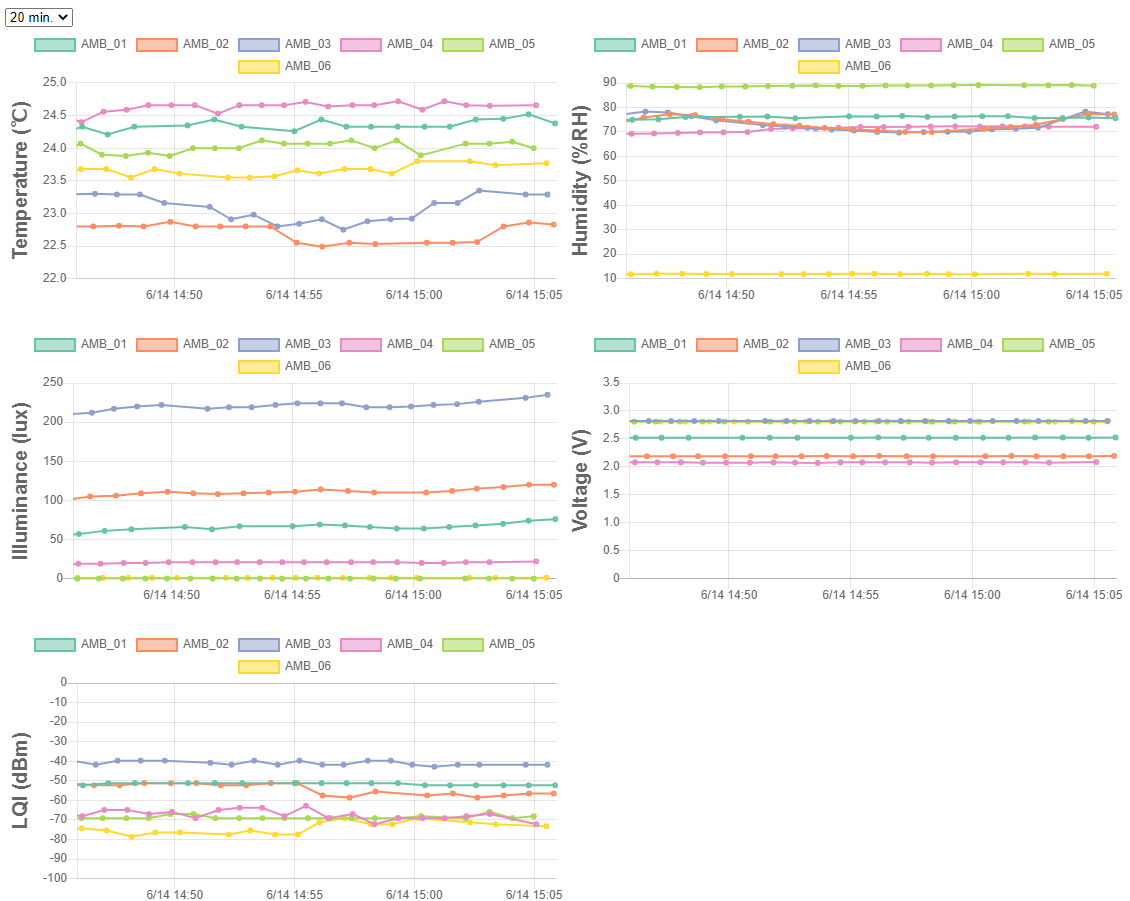 20 min.
AMB_01 AMB_02 AMB_03 AMB_04 AMB_05
AMB_06
Temperature (℃)
25.0
24.5
24.0
23.5
23.0
22.5
22.0
6/14 14:50 6/14 14:55 6/14 15:00 6/14 15:05
AMB_01 AMB_02 AMB_03 AMB_04 AMB_05
AMB_06
Humidity (%RH)
90
80
70
60
50
40
30
20
10
6/14 14:50 6/14 14:55 6/14 15:00 6/14 15:05
AMB_01 AMB_02 AMB_03 AMB_04 AMB_05
AMB_06
Illuminance (lux)
250
200
150
100
50
0
6/14 14:50 6/14 14:55 6/14 15:00 6/14 15:05
AMB_01 AMB_02 AMB_03 AMB_04 AMB_05
AMB_06
Voltage (V)
3.5
3.0
2.5
2.0
1.5
1.0
0.5
0
6/14 14:50 6/14 14:55 6/14 15:00 6/14 15:05
AMB_01 AMB_02 AMB_03 AMB_04 AMB_05
AMB_06
LQI (dBm)
0
-10
-20
-30
-40
-50
-60
-70
-80
-90
-100
6/14 14:50 6/14 14:55 6/14 15:00 6/14 15:05